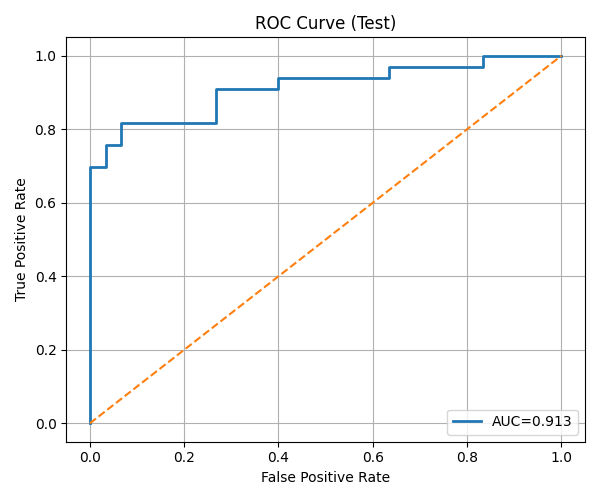 ROC Curve (Test)
1.0
0.8
0.6
0.4
0.2
0.0
True Positive Rate
AUC=0.913
0.0 0.2 0.4 0.6 0.8 1.0
False Positive Rate